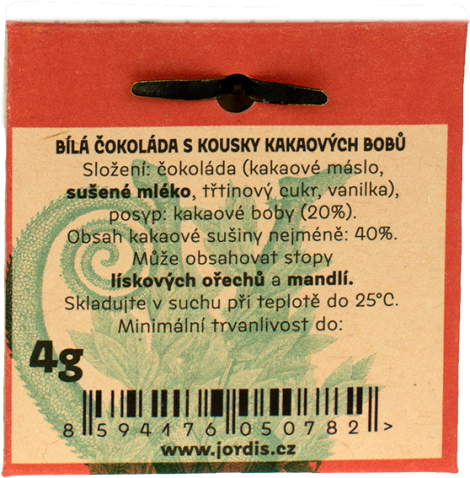 BÍLÁ ČOKOLÁDA S KOUSKY KAKAOVÝCH BOBŮ
Složení: čokoláda (kakaové máslo,
sušené mléko, třtinový cukr, vanilka),
posyp: kakaové boby (20%).
Obsah kakaové sušiny nejméně: 40%.
Může obsahovat stopy
lískových ořechů a mandlí.
Skladujte v suchu při teplotě do 25°C.
Minimální trvanlivost do:
4g
8 594176 050782 >
www.jordis.cz